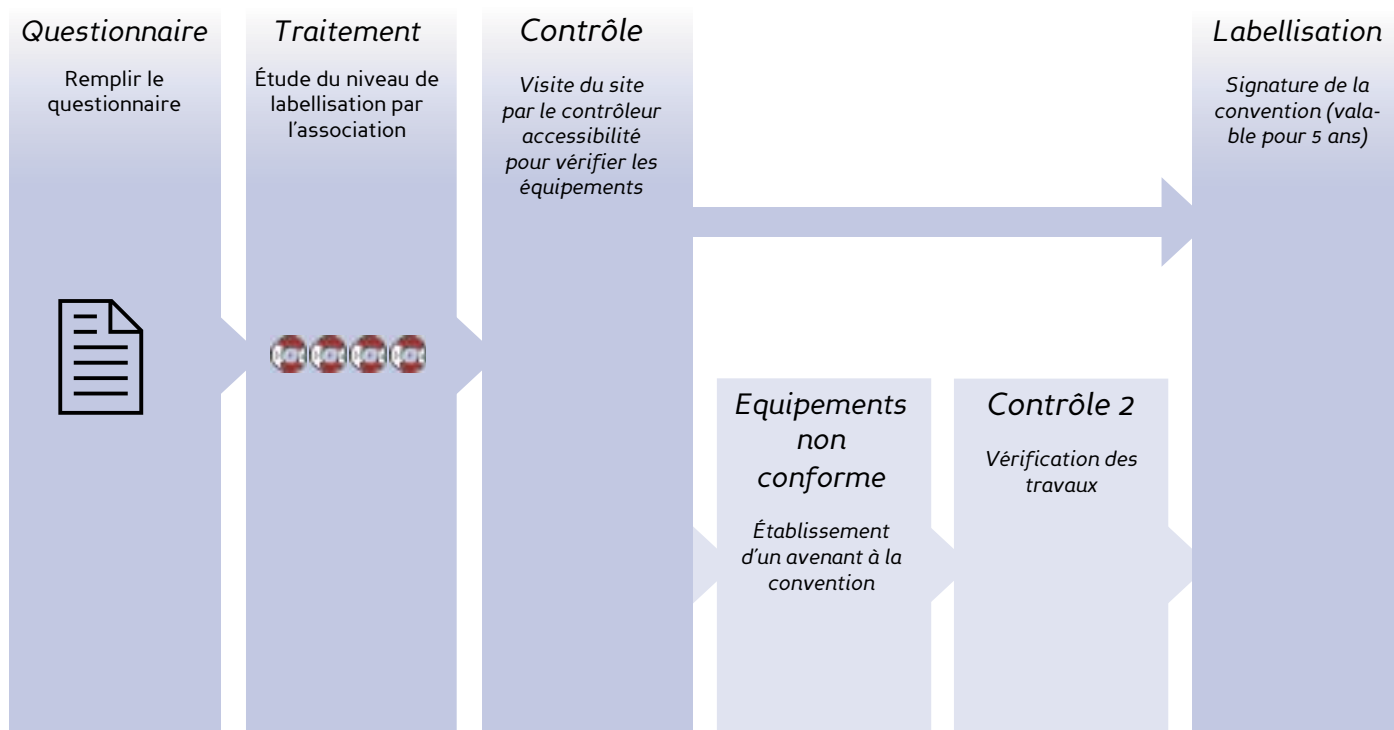 Questionnaire
Remplir le
questionnaire
Traitement
Étude du niveau de
labellisation par
l'association
Contrôle
Visite du site
par le contrôleur
accessibilité
pour vérifier les
équipements
Equipements
non
conforme
Établissement
d'un avenant à la
convention
Contrôle 2
Vérification des
travaux
Labellisation
Signature de la
convention (vala-
ble pour 5 ans)